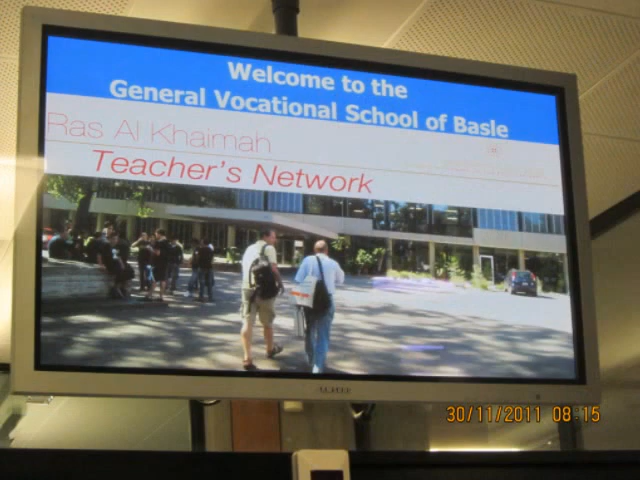 Welcome to the
General Vocational School of Basle
Ras Al Khaimah
Teacher's Network
30/11/2011 08:15